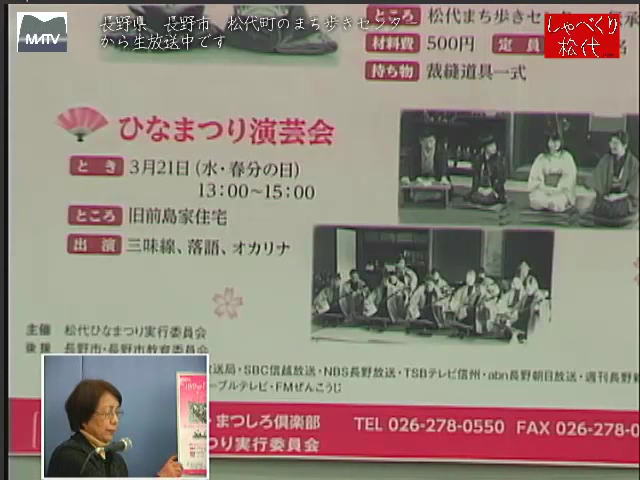 MATV
長野県 長野市 松代町のまち歩きセンター
から生放送中です
しゃべくり
松代
ところ 松代まち歩きセ
材料費 500円 定 員
持ち物 裁縫道具一式
ひなまつり演芸会
と き 3月21日(水・春分の日)
13:00~15:00
ところ 旧前島家住宅
出 演 三味線、落語、オカリナ
主催 松代ひなまつり実行委員会
後援 長野市・長野市教育委員会
送局・SBC信越放送・NBS長野放送・TSBテレビ信州・abn長野朝日放送・週刊長野
ーブルテレビ・FMぜんこうじ
・まつしろ倶楽部 TEL 026-278-0550 FAX 026-278-0
つり実行委員会